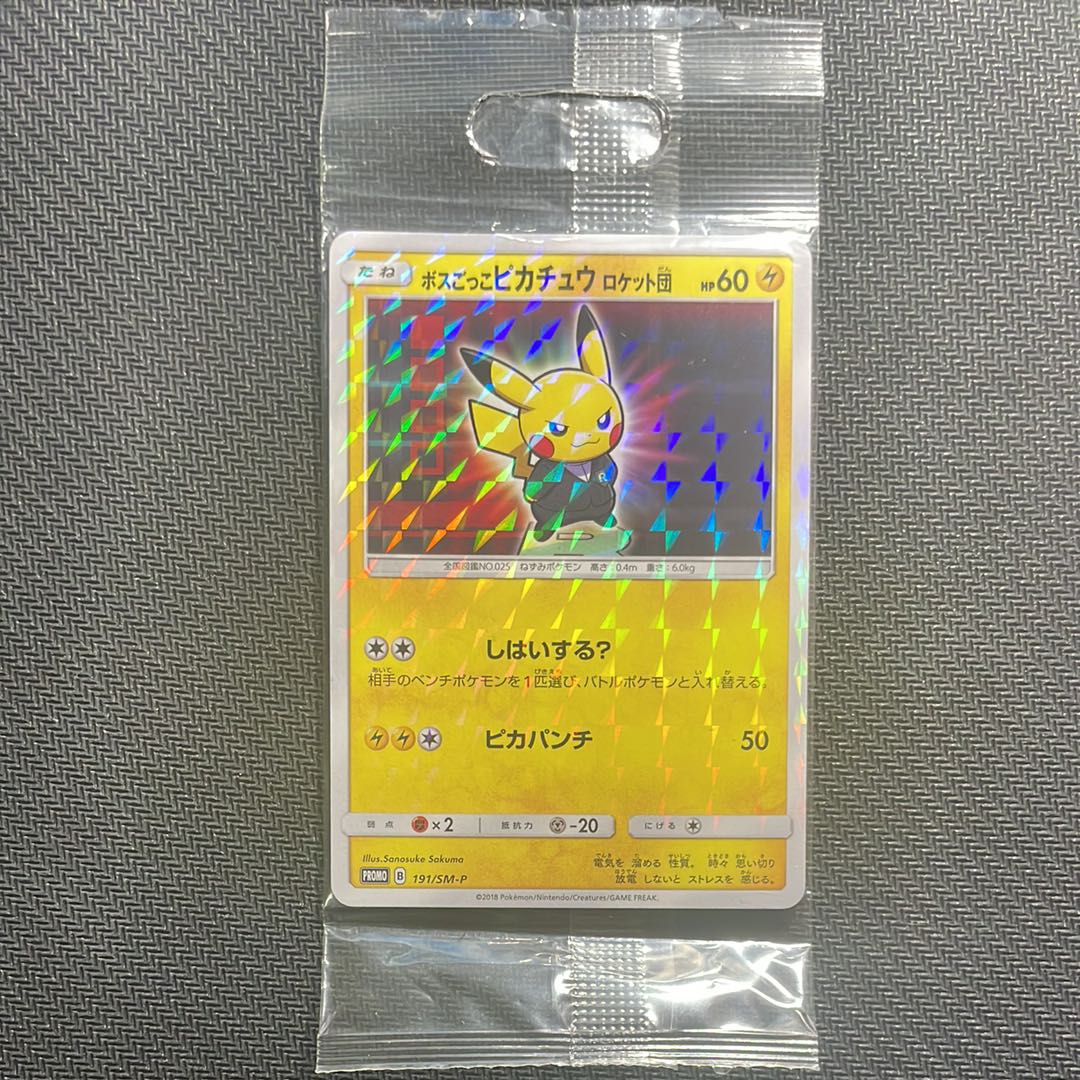 たね ボスごっこピカチュウ ロケット団 HP60
全国図鑑NO.025 ねずみポケモン 高さ:0.4m 重さ:6.0kg
しはいする?
相手のベンチポケモンを1匹選び、バトルポケモンと入れ替える。
ピカパンチ 50
弱点 ×2 抵抗力 -20 にげる
Illus.Sanosuke Sakuma
電気を 溜める 性質。 時々 思い切り
放電 しないと ストレスを 感じる。
PROMO B 191/SM-P
©2018 Pokémon/Nintendo/Creatures/GAME FREAK.